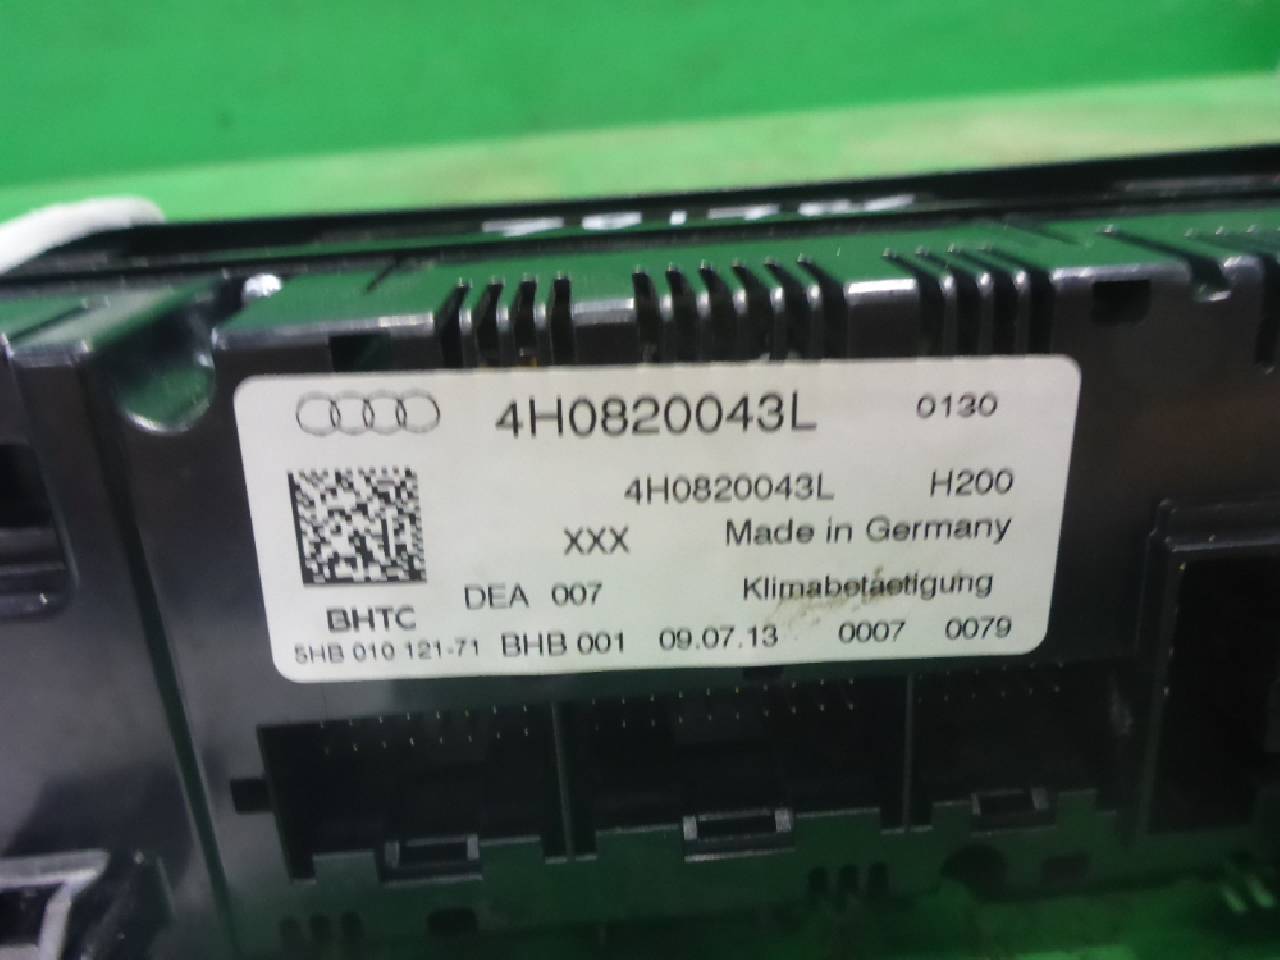 4H0820043L 0130
4H0820043L H200
XXX Made in Germany
DEA 007 Klimabetaetigung
BHTC
5HB 010 121-71 BHB 001 09.07.13 0007 0079